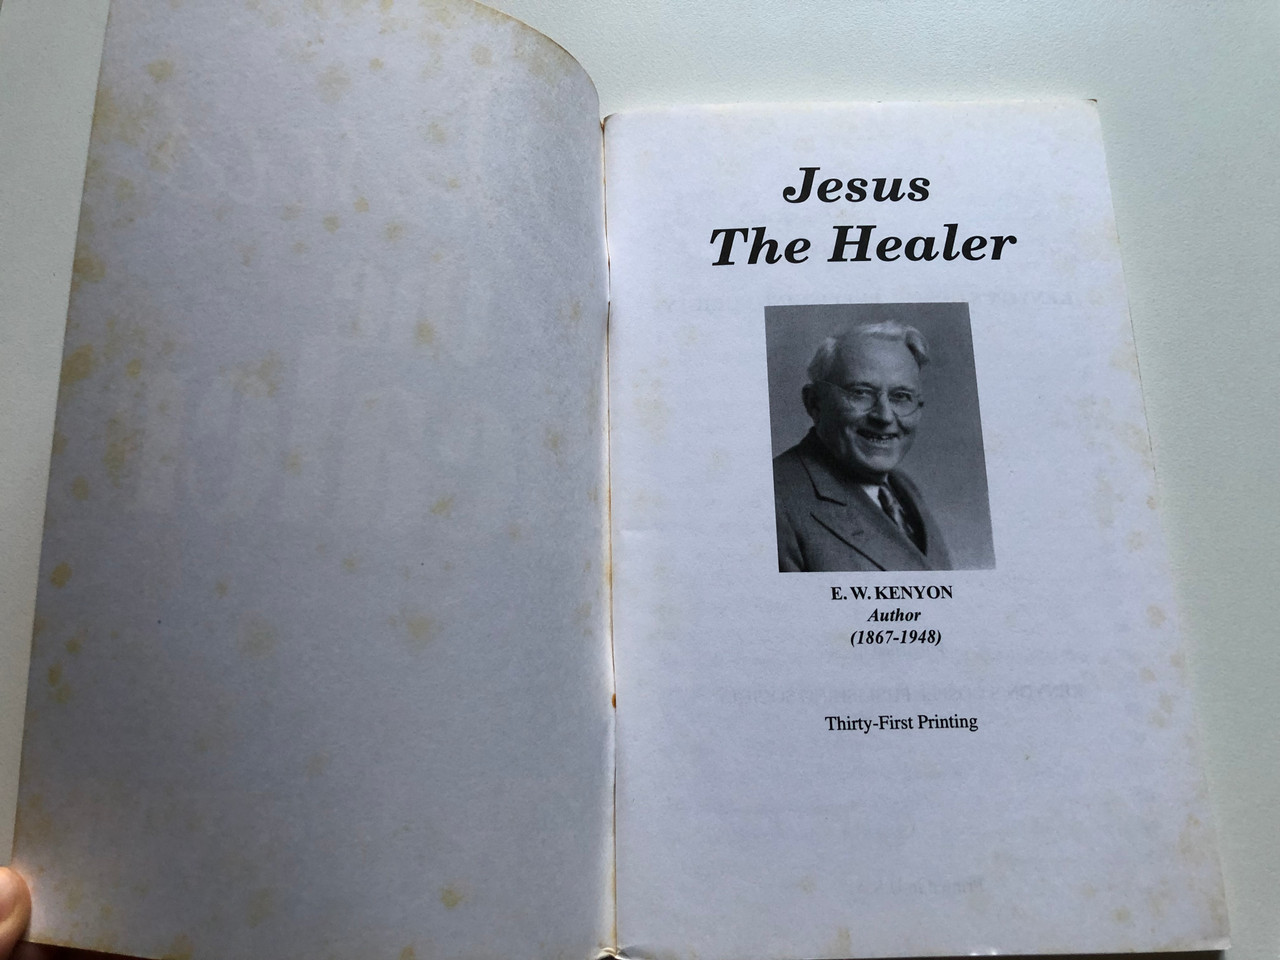 Jesus
The Healer
E. W. KENYON
Author
(1867-1948)
Thirty-First Printing